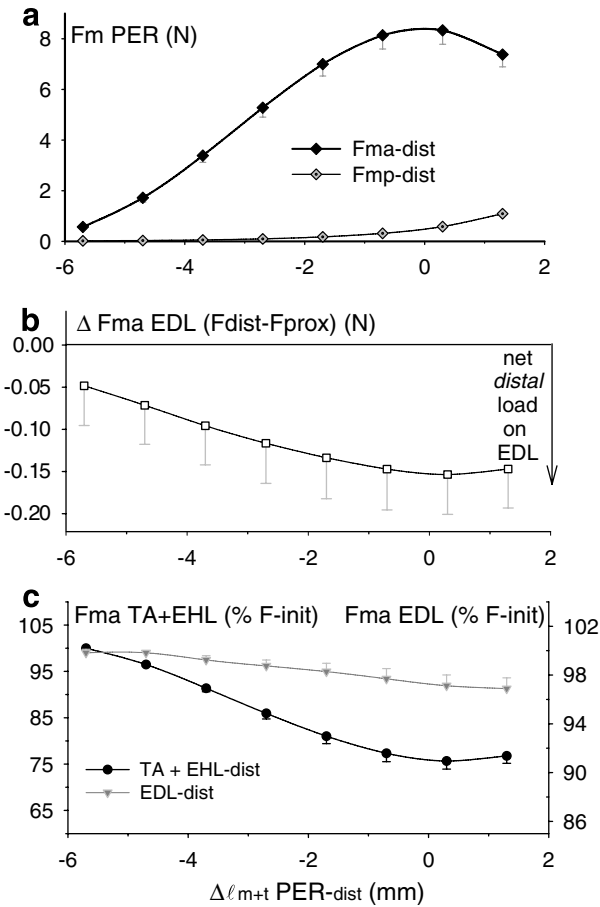 a
Fm PER (N)
8
6
4
2
0
Fma-dist
Fmp-dist
-6 -4 -2 0 2
b
Δ Fma EDL (Fdist-Fprox) (N)
0.00
-0.05
-0.10
-0.15
-0.20
net
distal
load
on
EDL
-6 -4 -2 0 2
c
Fma TA+EHL (% F-init) Fma EDL (% F-init)
105
95
85
75
65
102
98
94
90
86
TA + EHL-dist
EDL-dist
-6 -4 -2 0 2
Δℓm+t PER-dist (mm)